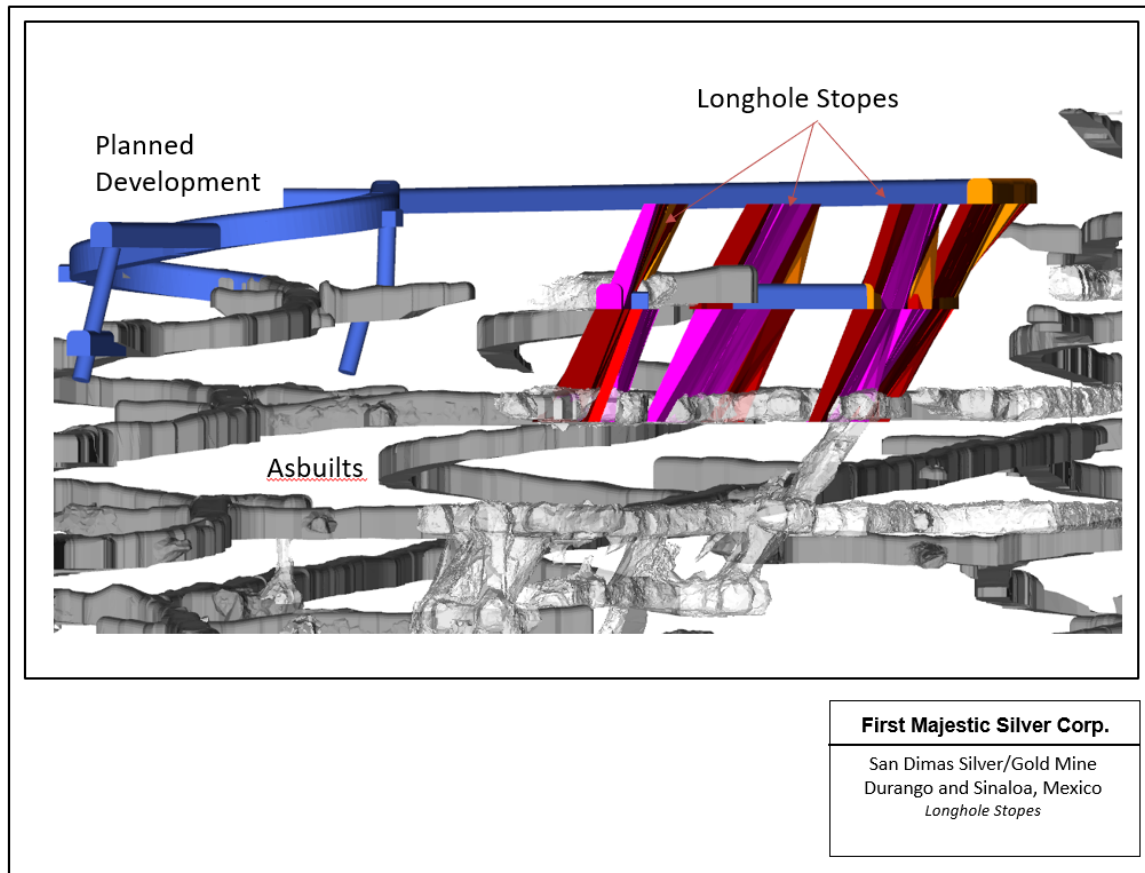 Longhole Stopes
Planned
Development
Asbuilts
First Majestic Silver Corp.
San Dimas Silver/Gold Mine
Durango and Sinaloa, Mexico
Longhole Stopes